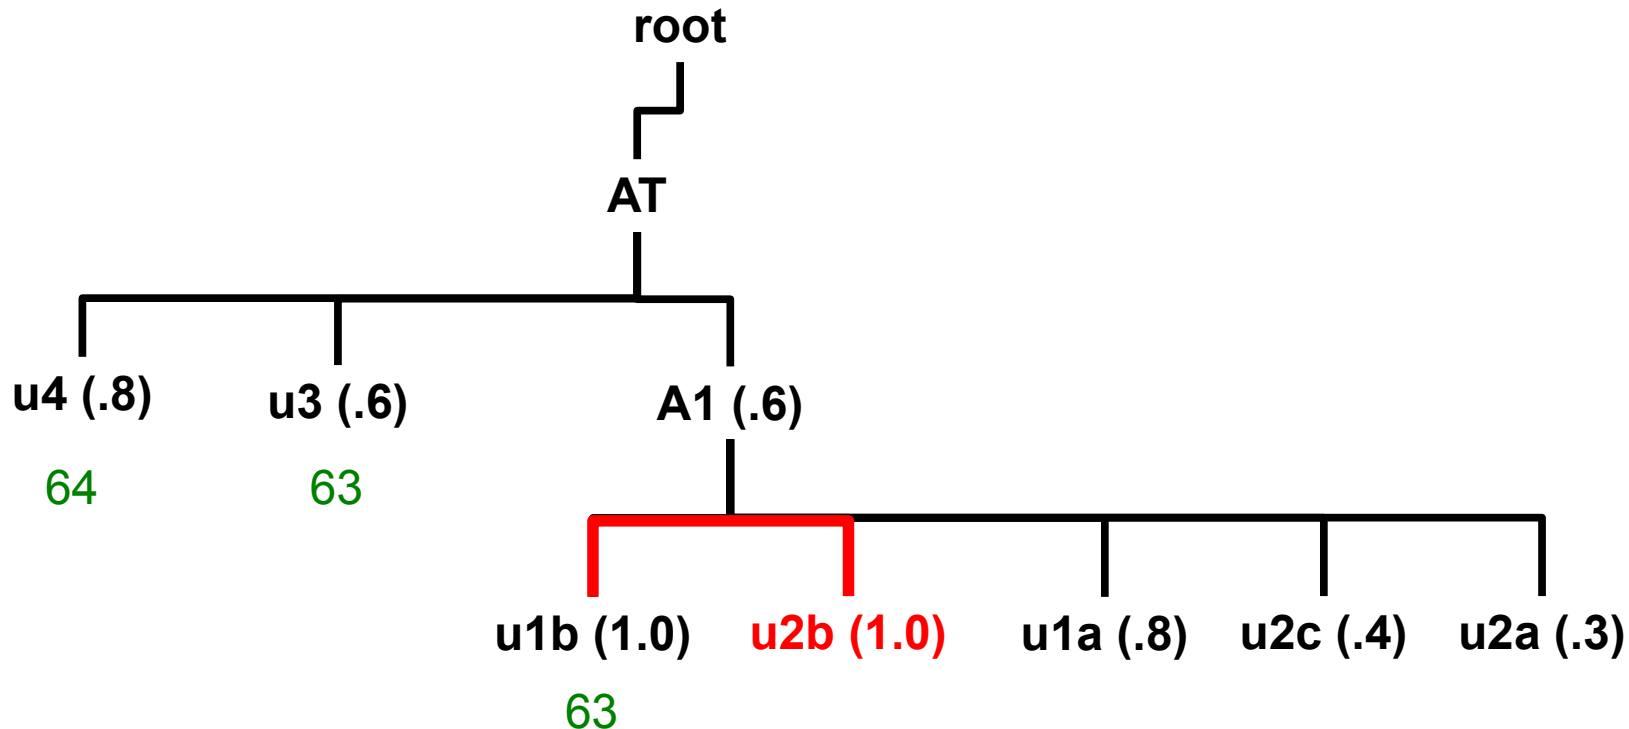 root
AT
u4 (.8)
u3 (.6)
A1 (.6)
64
63
u1b (1.0)
u2b (1.0)
u1a (.8)
u2c (.4)
u2a (.3)
63